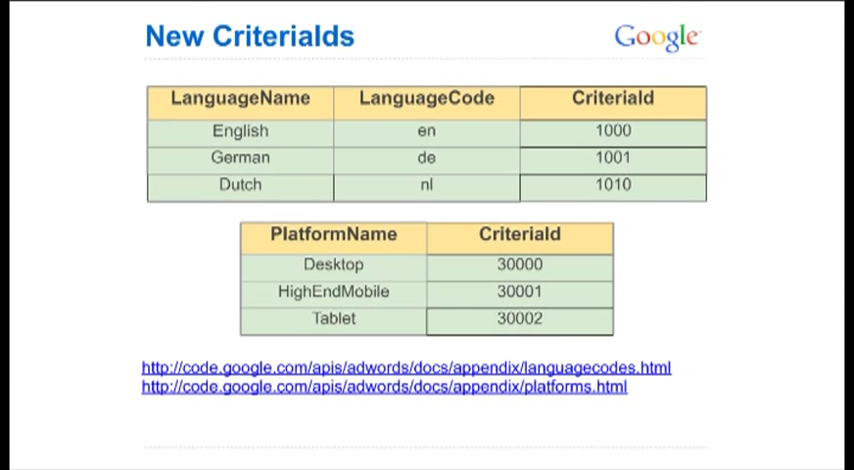 New CriteriaIds
Google
LanguageName LanguageCode CriteriaId
English en 1000
German de 1001
Dutch nl 1010
PlatformName CriteriaId
Desktop 30000
HighEndMobile 30001
Tablet 30002
http://code.google.com/apis/adwords/docs/appendix/languagecodes.html
http://code.google.com/apis/adwords/docs/appendix/platforms.html